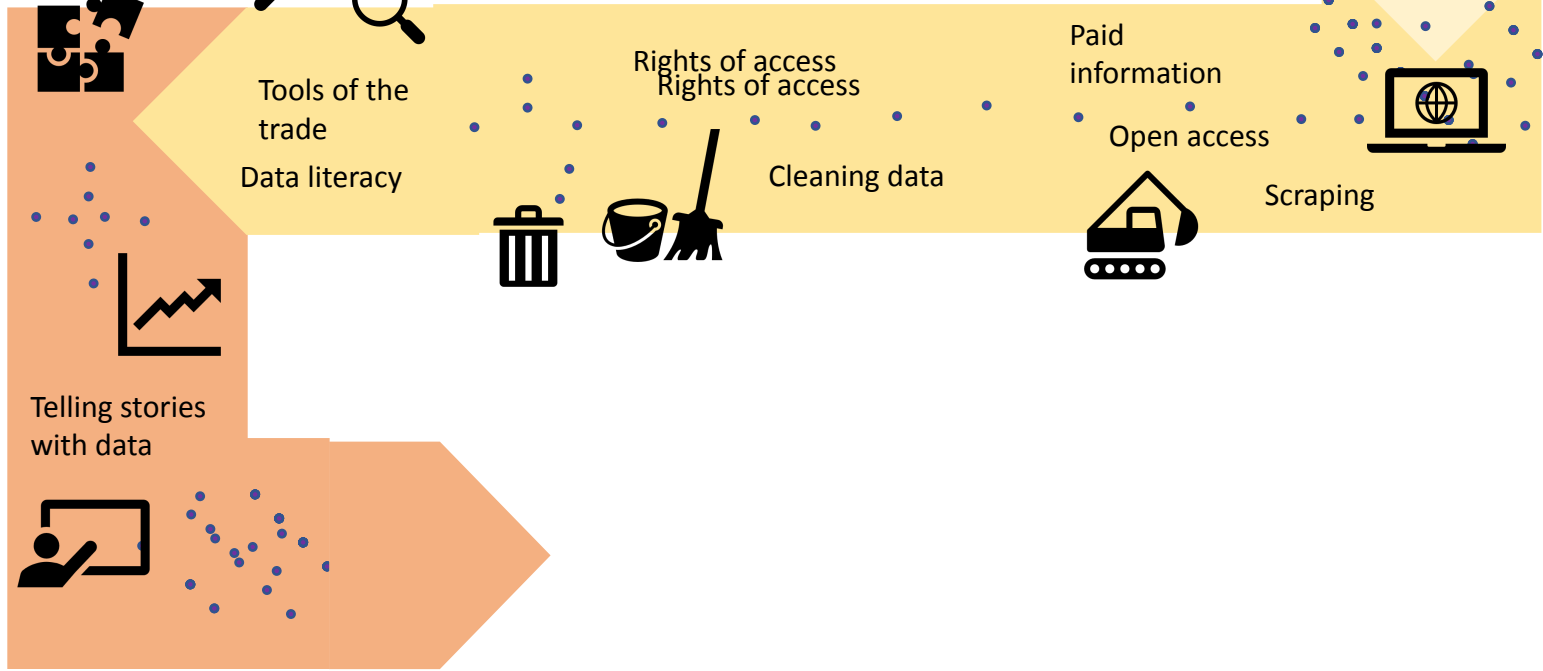 Paid
information
Rights of access
Rights of access
Tools of the
trade
Open access
Data literacy
Cleaning data
Scraping
Telling stories
with data